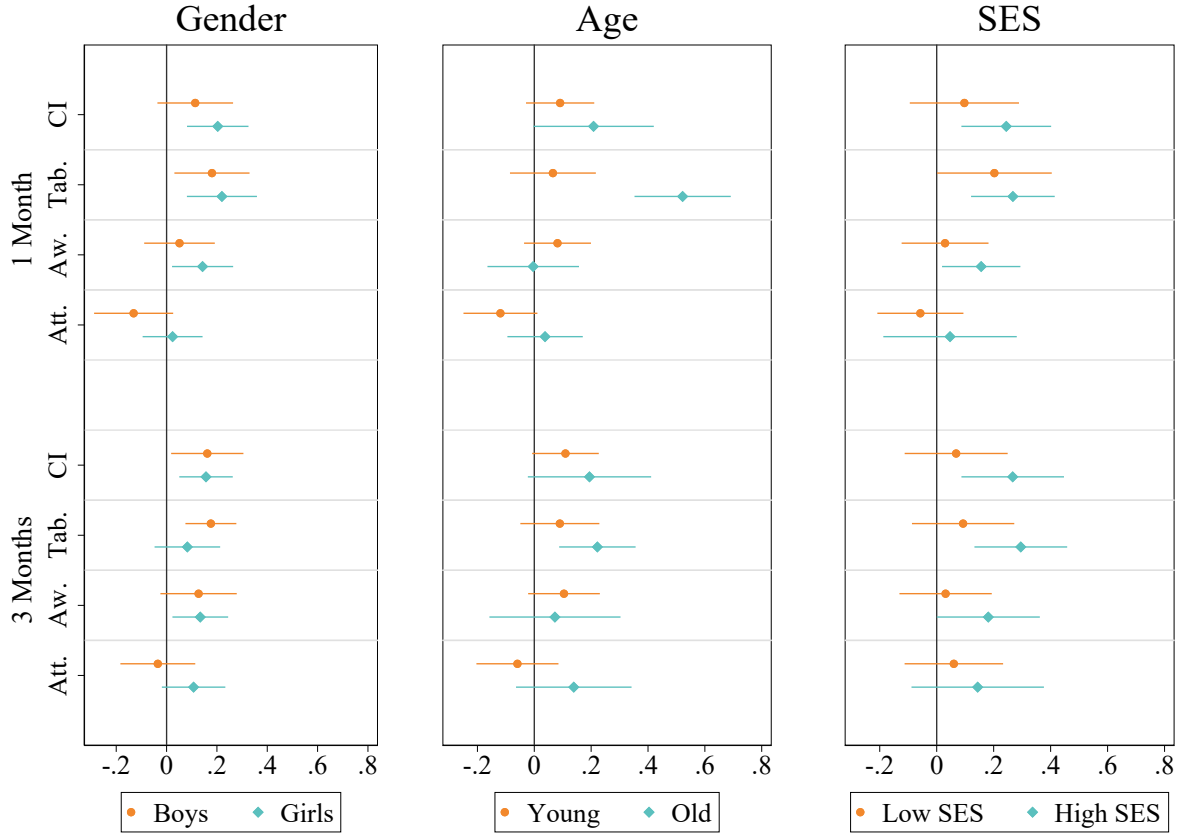 Gender Age SES
1 Month
CI
Tab.
Aw.
Att.
3 Months
CI
Tab.
Aw.
Att.
-.2 0 .2 .4 .6 .8
-.2 0 .2 .4 .6 .8
-.2 0 .2 .4 .6 .8
Boys Girls
Young Old
Low SES High SES